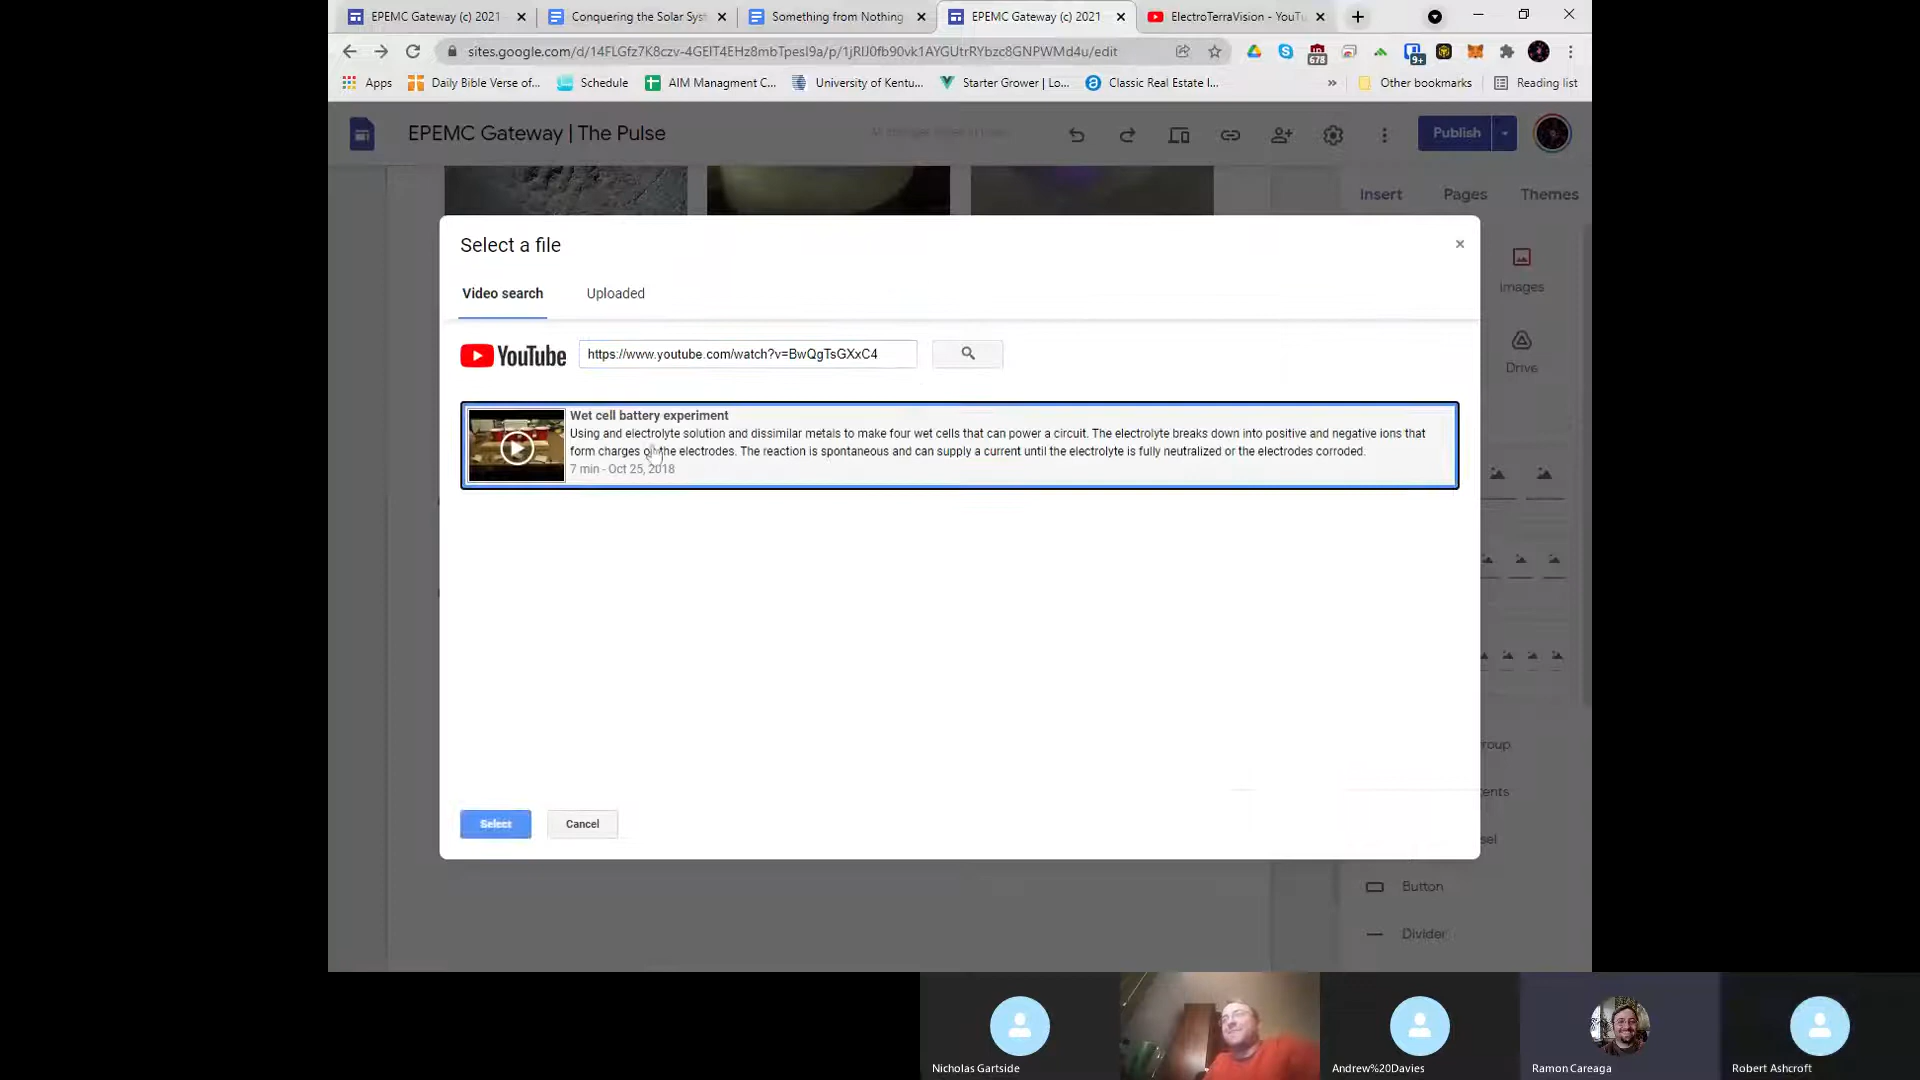 EPEMC Gateway (c) 2021
Conquering the Solar Syst
Something from Nothing
EPEMC Gateway (c) 2021
ElectroTerraVision - YouTu
sites.google.com/d/14FLGfz7K8czv-4GEIT4EHz8mbTpesI9a/p/1jRlJ0fb90vk1AYGUtrRYbzc8GNPWMd4u/edit
678
9+
Apps
Daily Bible Verse of...
Schedule
AIM Managment C...
University of Kentu...
Starter Grower | Lo...
Classic Real Estate I...
»
Other bookmarks
Reading list
EPEMC Gateway | The Pulse
Publish
Insert
Pages
Themes
Images
Drive
Select a file
Video search
Uploaded
YouTube
https://www.youtube.com/watch?v=BwQgTsGXxC4
Wet cell battery experiment
Using and electrolyte solution and dissimilar metals to make four wet cells that can power a circuit. The electrolyte breaks down into positive and negative ions that
form charges on the electrodes. The reaction is spontaneous and can supply a current until the electrolyte is fully neutralized or the electrodes corroded.
7 min - Oct 25, 2018
Select
Cancel
Button
Divider
Nicholas Gartside
Andrew%20Davies
Ramon Careaga
Robert Ashcroft